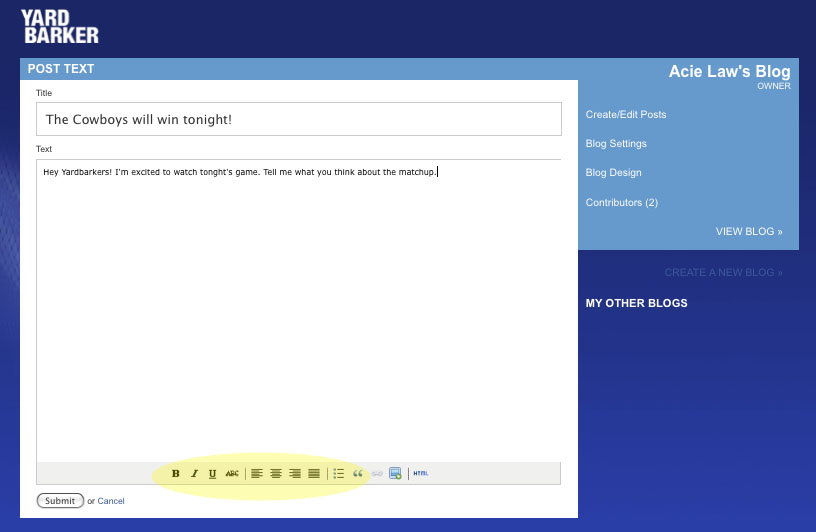 YARD
BARKER
POST TEXT
Acie Law's Blog
OWNER
Title
The Cowboys will win tonight!
Text
Hey Yardbarkers! I'm excited to watch tonght's game. Tell me what you think about the matchup.
Create/Edit Posts
Blog Settings
Blog Design
Contributors (2)
VIEW BLOG »
CREATE A NEW BLOG »
MY OTHER BLOGS
B I U ABC HTML
Submit or Cancel